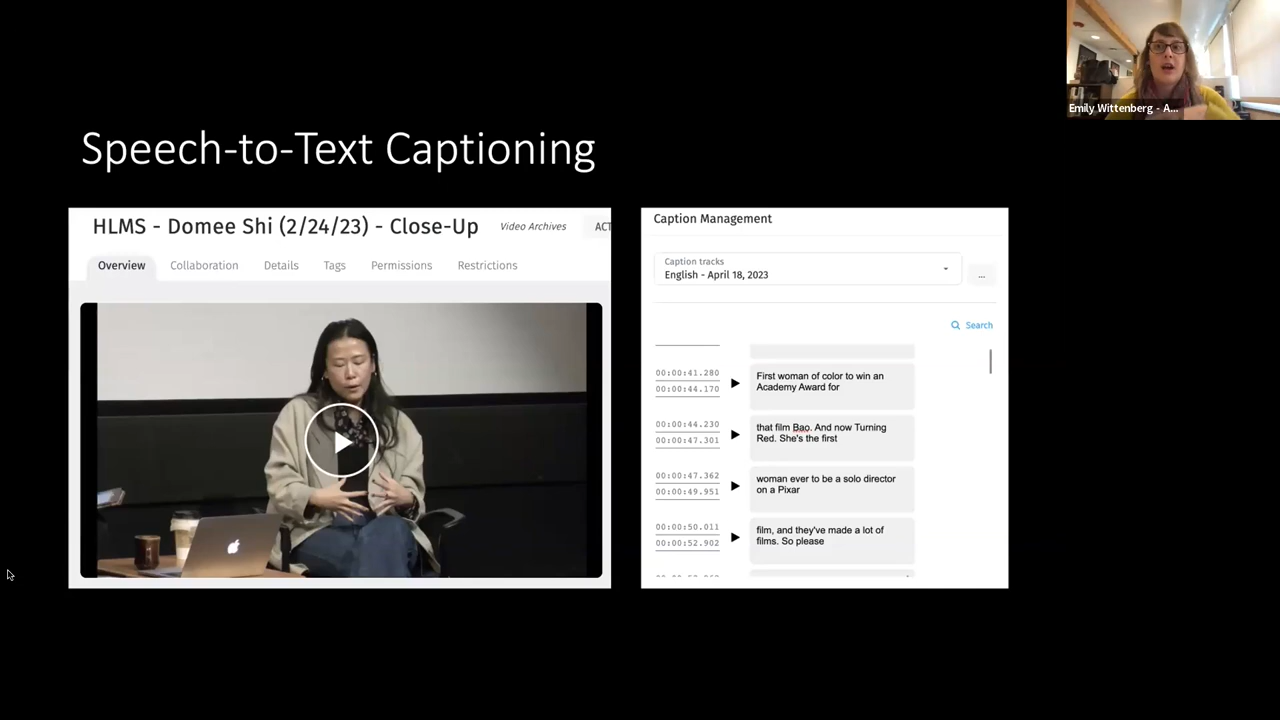 Emily Wittenberg - A...
Speech-to-Text Captioning
HLMS - Domee Shi (2/24/23) - Close-Up
Video Archives
ACT
Overview
Collaboration
Details
Tags
Permissions
Restrictions
Caption Management
Caption tracks
English - April 18, 2023
...
Search
00:00:41.280
00:00:44.170
First woman of color to win an
Academy Award for
00:00:44.230
00:00:47.301
that film Bao. And now Turning
Red. She's the first
00:00:47.362
00:00:49.951
woman ever to be a solo director
on a Pixar
00:00:50.011
00:00:52.902
film, and they've made a lot of
films. So please